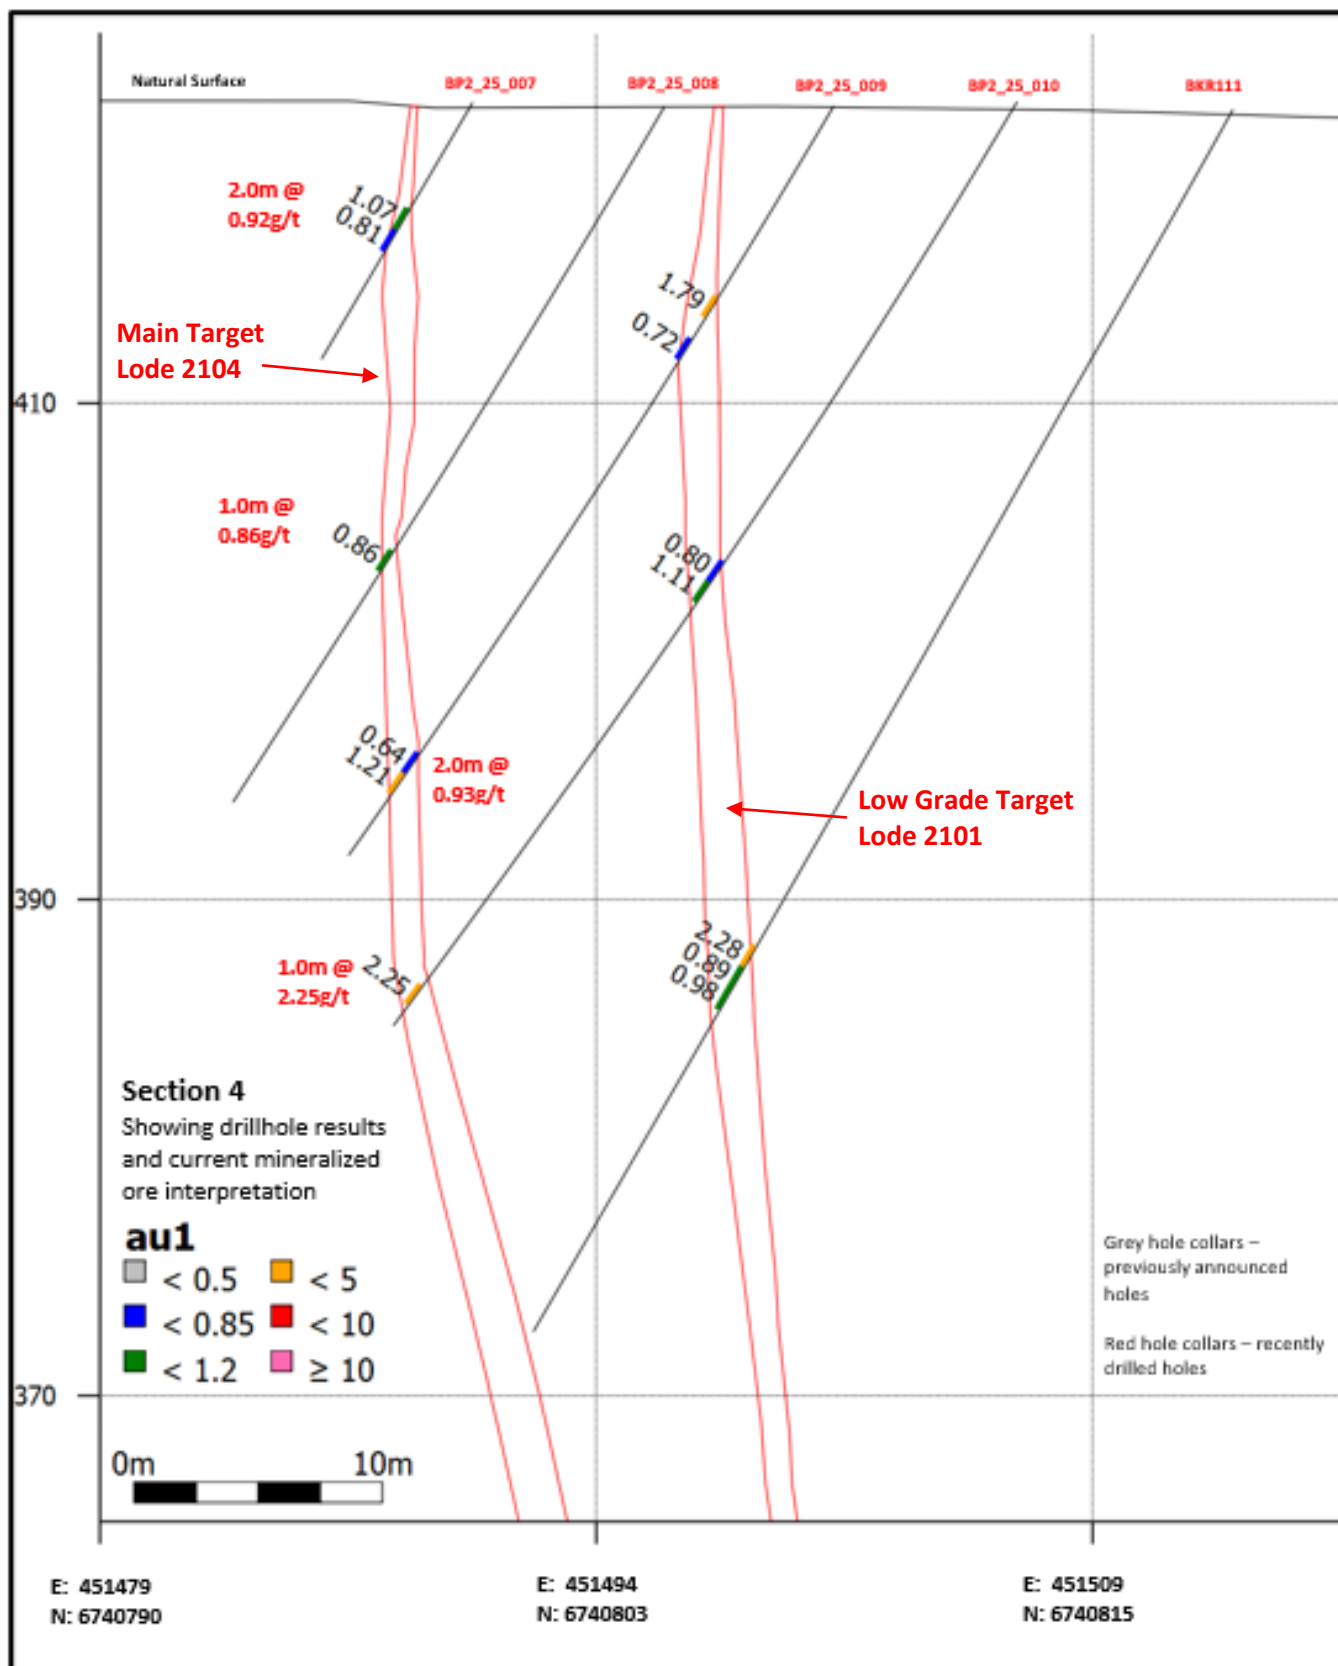 Natural Surface
BP2_25_007
BP2_25_008
BP2_25_009
BP2_25_010
BKR111
2.0m @
0.92g/t
1.07
0.81
1.79
0.72
Main Target
Lode 2104
410
1.0m @
0.86g/t
0.86
0.80
1.11
0.64
1.21
2.0m @
0.93g/t
Low Grade Target
Lode 2101
390
2.28
0.89
0.98
1.0m @
2.25g/t
2.25
Section 4
Showing drillhole results
and current mineralized
ore interpretation
au1
< 0.5
< 5
< 0.85
< 10
< 1.2
≥ 10
Grey hole collars –
previously announced
holes
Red hole collars – recently
drilled holes
370
0m
10m
E: 451479
N: 6740790
E: 451494
N: 6740803
E: 451509
N: 6740815